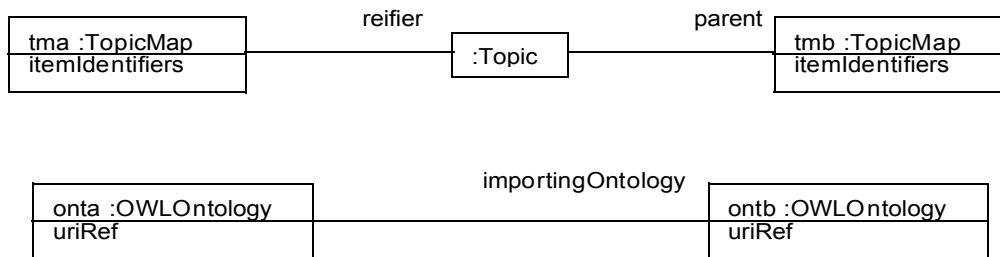 reifier
parent
tma :TopicMap
itemIdentifiers
:Topic
tmb :TopicMap
itemIdentifiers
importingOntology
onta :OWLOntology
uriRef
ontb :OWLOntology
uriRef